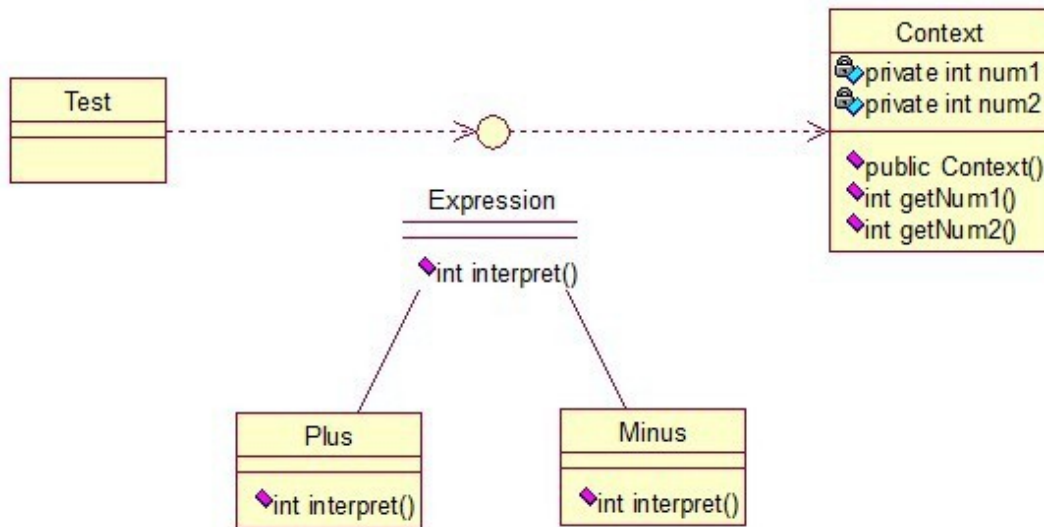 Test
Context
private int num1
private int num2
public Context()
int getNum1()
int getNum2()
Expression
int interpret()
Plus
int interpret()
Minus
int interpret()